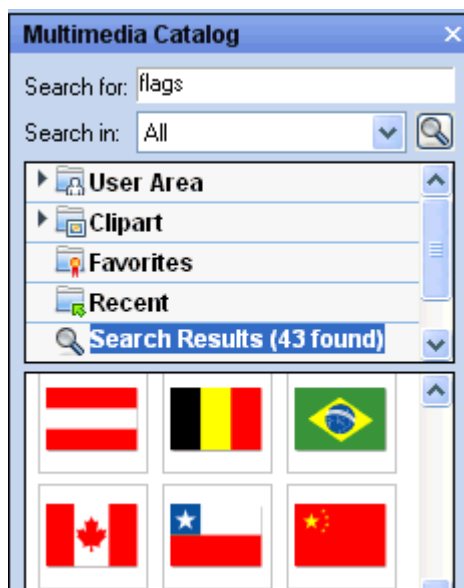 Multimedia Catalog
Search for: flags
Search in: All
User Area
Clipart
Favorites
Recent
Search Results (43 found)